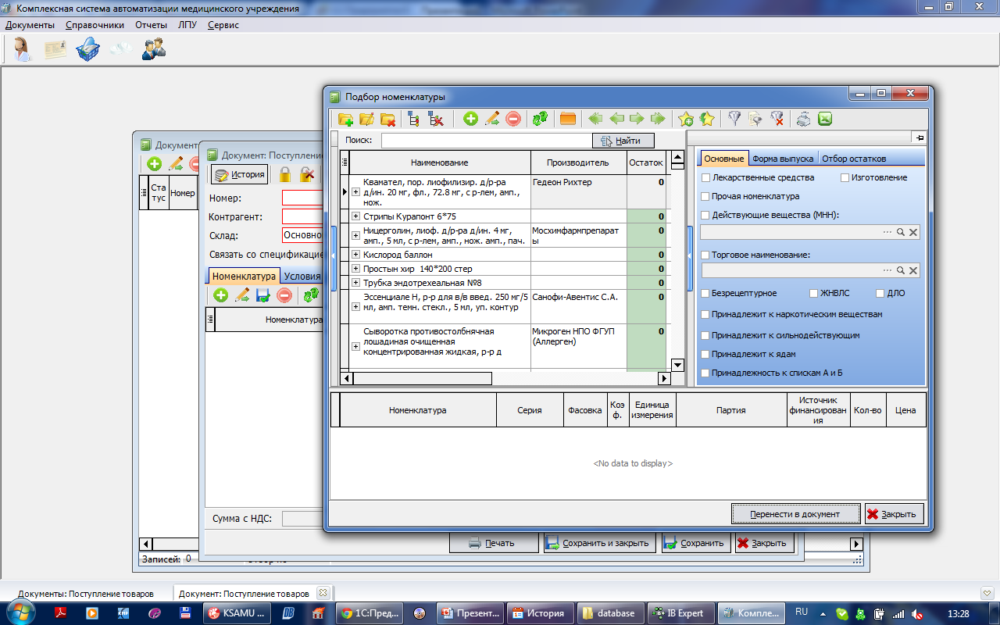 Комплексная система автоматизации медицинского учреждения
Документы Справочники Отчеты ЛПУ Сервис
Подбор номенклатуры
Поиск: Найти
Наименование Производитель Остаток
Квамател, пор. лиофилизир. д/р-ра
д/ин. 20 мг, фл., 72.8 мг, с р-лем, амп.,
нож.
Гедеон Рихтер 0
Стрипы Курапонт 6*75 0
Ницерголин, лиоф. д/р-ра д/ин. 4 мг,
амп., 5 мл, с р-лем, амп., нож. амп., пач.
Мосхимфармпрепарат
ы
0
Кислород баллон 0
Простын хир 140*200 стер 0
Трубка эндотрехеальная №8 0
Эссенциале Н, р-р для в/в введ. 250 мг/5
мл, амп. темн. стекл., 5 мл, уп. контур
Санофи-Авентис С.А. 0
Сыворотка противостолбнячная
лошадиная очищенная
концентрированная жидкая, р-р д
Микроген НПО ФГУП
(Аллерген)
0
Основные Форма выпуска Отбор остатков
Лекарственные средства Изготовление
Прочая номенклатура
Действующие вещества (МНН):
Торговое наименование:
Безрецептурное ЖНВЛС ДЛО
Принадлежит к наркотическим веществам
Принадлежит к сильнодействующим
Принадлежит к ядам
Принадлежность к спискам А и Б
Номенклатура Серия Фасовка Коэ
ф. Единица
измерения Партия Источник
финансирован
ия Кол-во Цена
<No data to display>
Перенести в документ Закрыть
Документ
Ста
тус Номер
Записей: 0
Документ: Поступление
История
Номер:
Контрагент:
Склад: Основно
Связать со спецификацие
Номенклатура Условия
Номенклатура
Сумма с НДС:
Печать Сохранить и закрыть Сохранить Закрыть
Документы: Поступление товаров Документ: Поступление товаров
KSAMU ... 1С:Пред... Презент... История database IB Expert Компле... RU 13:28